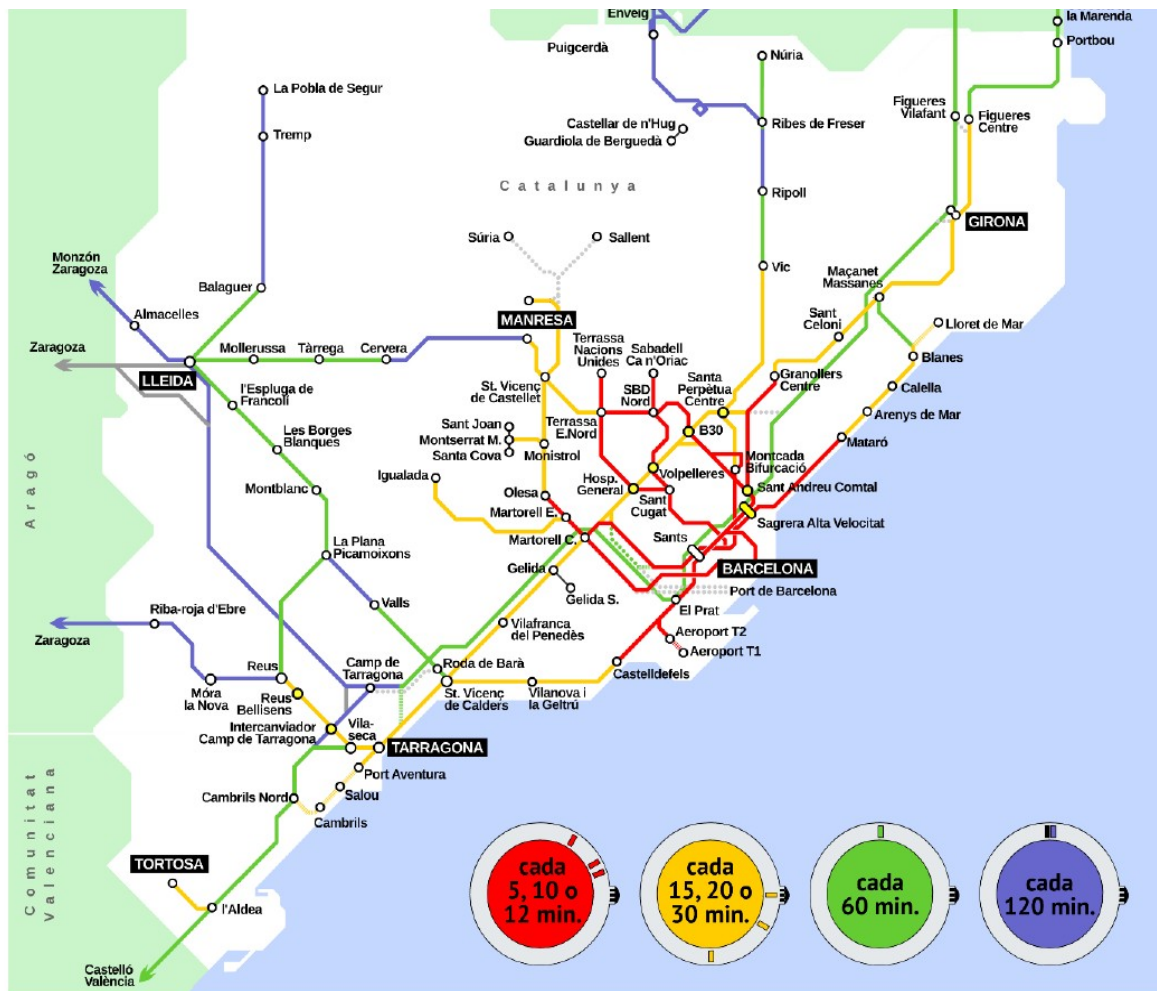 Enveig
la Marenda
Puigcerdà
Núria
Portbou
La Pobla de Segur
Figueres
Vilafant
Figueres
Centre
Castellar de n'Hug
Ribes de Freser
Tremp
Guardiola de Berguedà
Catalunya
Ripoll
GIRONA
Súria
Sallent
Monzón
Zaragoza
Vic
Maçanet
Massanes
Balaguer
Almacelles
MANRESA
Sant
Celoni
Lloret de Mar
Zaragoza
Mollerussa
Tàrrega
Cervera
Terrassa
Nacions
Unides
Sabadell
Ca n'Oriac
Blanes
LLEIDA
St. Vicenç
de Castellet
SBD
Nord
Santa
Perpètua
Centre
Granollers
Centre
Calella
l'Espluga de
Francolí
Arenys de Mar
Sant Joan
Montserrat M.
Santa Cova
Terrassa
E.Nord
B30
Mataró
Les Borges
Blanques
Monistrol
Montcada
Bifurcació
Igualada
Hosp.
General
Volpelleres
Sant Andreu Comtal
Montblanc
Olesa
Sant
Cugat
Martorell E.
Sagrera Alta Velocitat
Aragó
Martorell C.
Sants
La Plana
Picamoixons
BARCELONA
Gelida
Port de Barcelona
Gelida S.
Valls
El Prat
Riba-roja d'Ebre
Vilafranca
del Penedès
Zaragoza
Aeroport T2
Aeroport T1
Reus
Camp de
Tarragona
Roda de Barà
Castelldefels
Móra
la Nova
Reus
Bellisens
St. Vicenç
de Calders
Vilanova i
la Geltrú
Intercanviador
Camp de Tarragona
Vila-
seca
TARRAGONA
Port Aventura
Salou
Cambrils Nord
Cambrils
Comunitat
Valenciana
TORTOSA
l'Aldea
Castelló
València
cada
5, 10 o
12 min.
cada
15, 20 o
30 min.
cada
60 min.
cada
120 min.